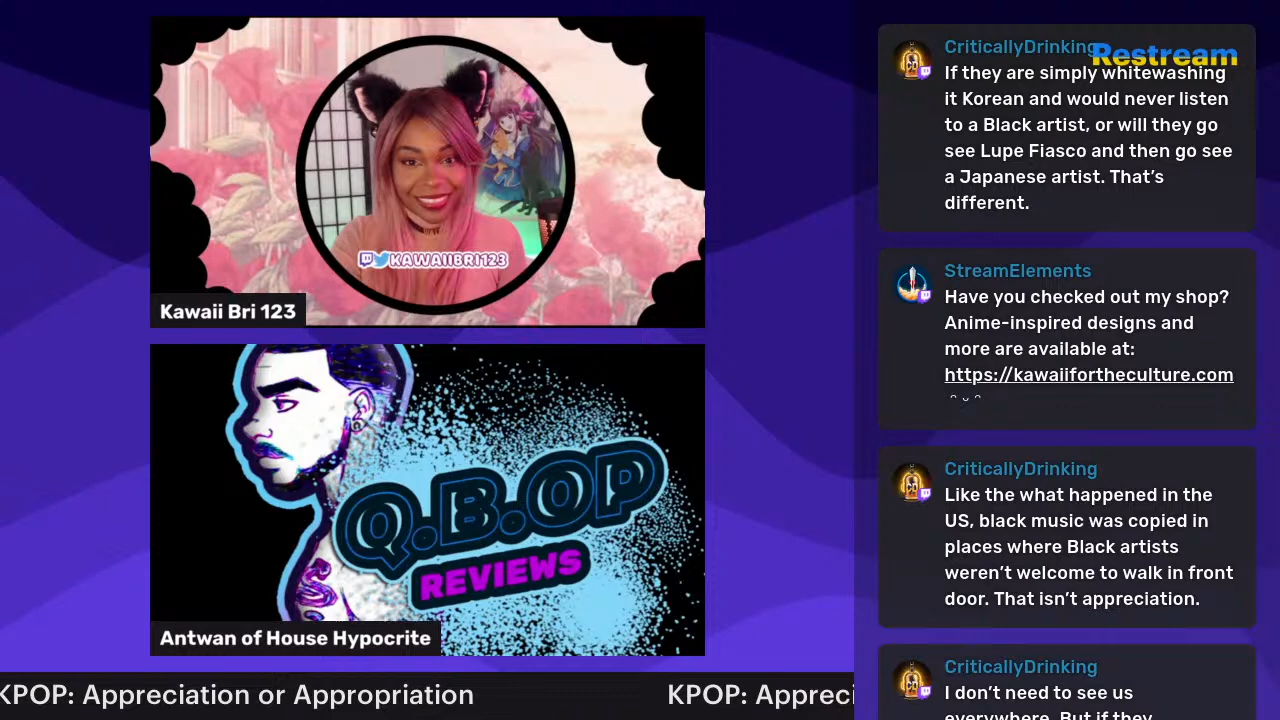 KAWAIIBRI123
Kawaii Bri 123
Q.B.OP
REVIEWS
Antwan of House Hypocrite
KPOP: Appreciation or Appropriation
KPOP: Appreci
Restream
CriticallyDrinking
If they are simply whitewashing
it Korean and would never listen
to a Black artist, or will they go
see Lupe Fiasco and then go see
a Japanese artist. That’s
different.
StreamElements
Have you checked out my shop?
Anime-inspired designs and
more are available at:
https://kawaiifortheculture.com
CriticallyDrinking
Like the what happened in the
US, black music was copied in
places where Black artists
weren’t welcome to walk in front
door. That isn’t appreciation.
CriticallyDrinking
I don’t need to see us
everywhere. But if they